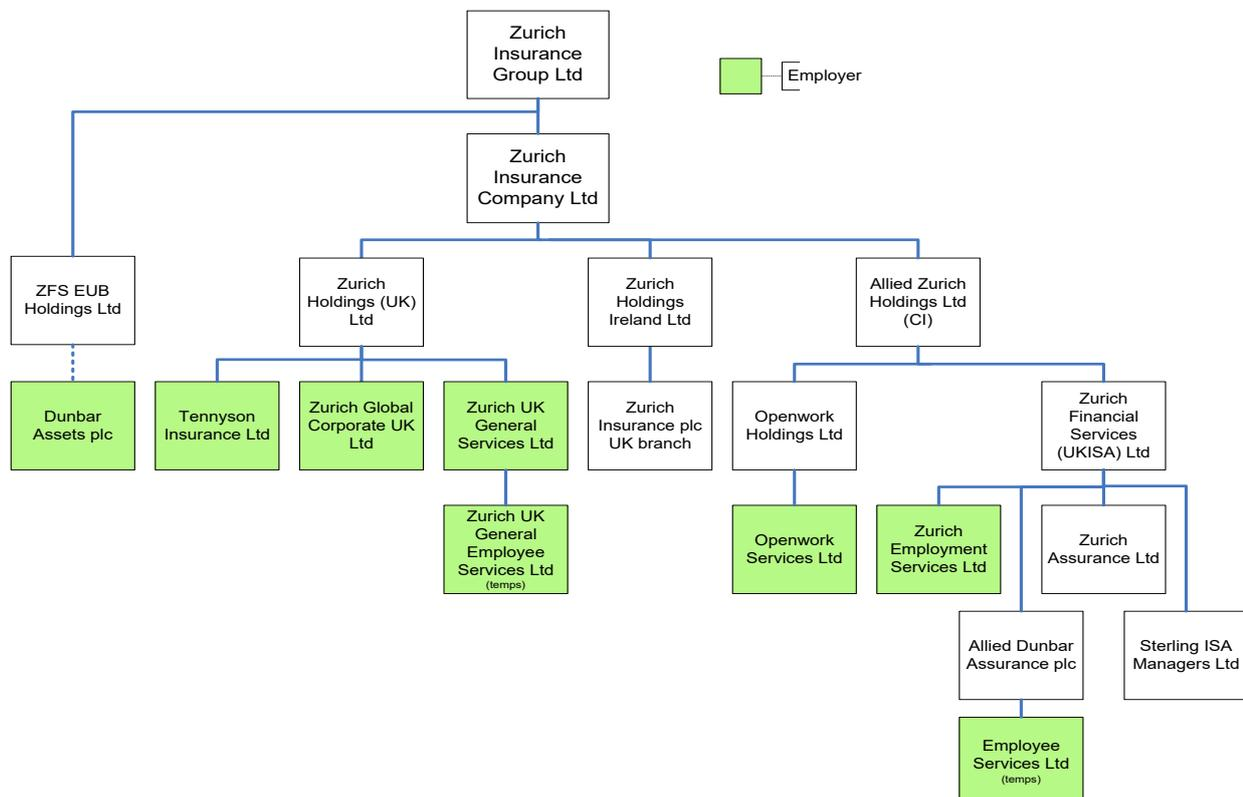 Zurich
Insurance
Group Ltd
Employer
Zurich
Insurance
Company Ltd
ZFS EUB
Holdings Ltd
Zurich
Holdings (UK)
Ltd
Zurich
Holdings
Ireland Ltd
Allied Zurich
Holdings Ltd
(CI)
Dunbar
Assets plc
Tennyson
Insurance Ltd
Zurich Global
Corporate UK
Ltd
Zurich UK
General
Services Ltd
Zurich
Insurance plc
UK branch
Openwork
Holdings Ltd
Zurich
Financial
Services
(UKISA) Ltd
Zurich UK
General
Employee
Services Ltd
(temps)
Openwork
Services Ltd
Zurich
Employment
Services Ltd
Zurich
Assurance Ltd
Allied Dunbar
Assurance plc
Sterling ISA
Managers Ltd
Employee
Services Ltd
(temps)